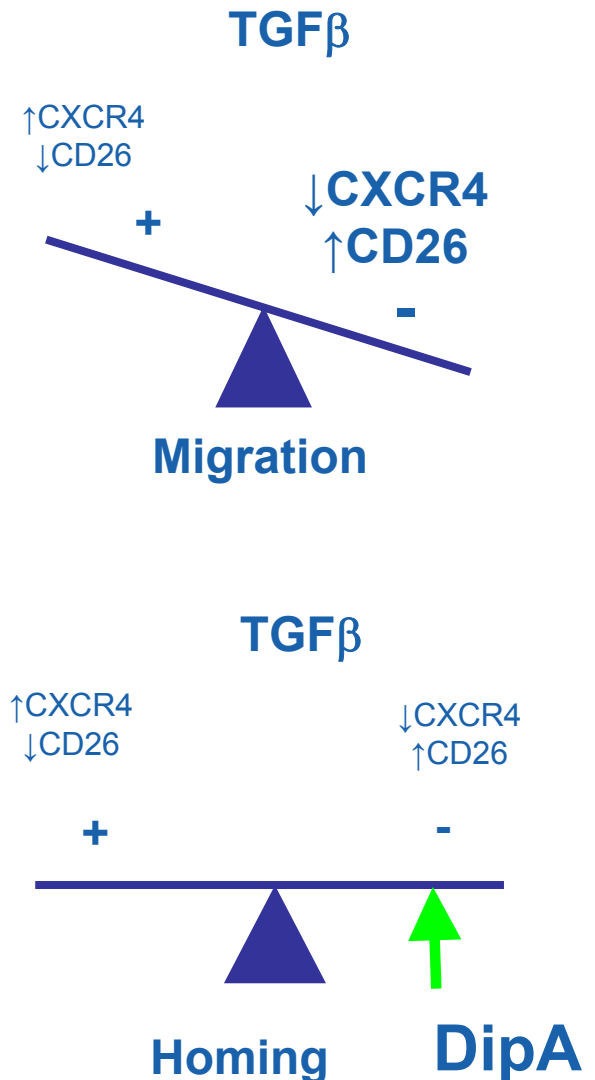 TGFβ
↑CXCR4
↓CD26
↓CXCR4
↑CD26
+
-
Migration
TGFβ
↑CXCR4
↓CD26
↓CXCR4
↑CD26
+
-
Homing
DipA